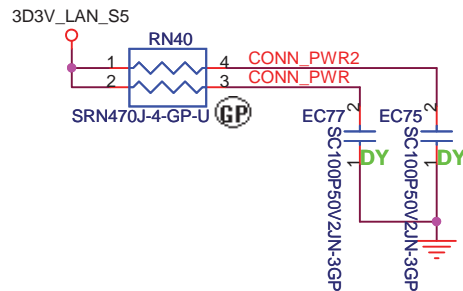 3D3V_LAN_S5
RN40
1 4 CONN_PWR2
2 3 CONN_PWR
SRN470J-4-GP-U GP
EC77 2 EC75 2
1 DY 1 DY
SC100P50V2JN-3GP
SC100P50V2JN-3GP